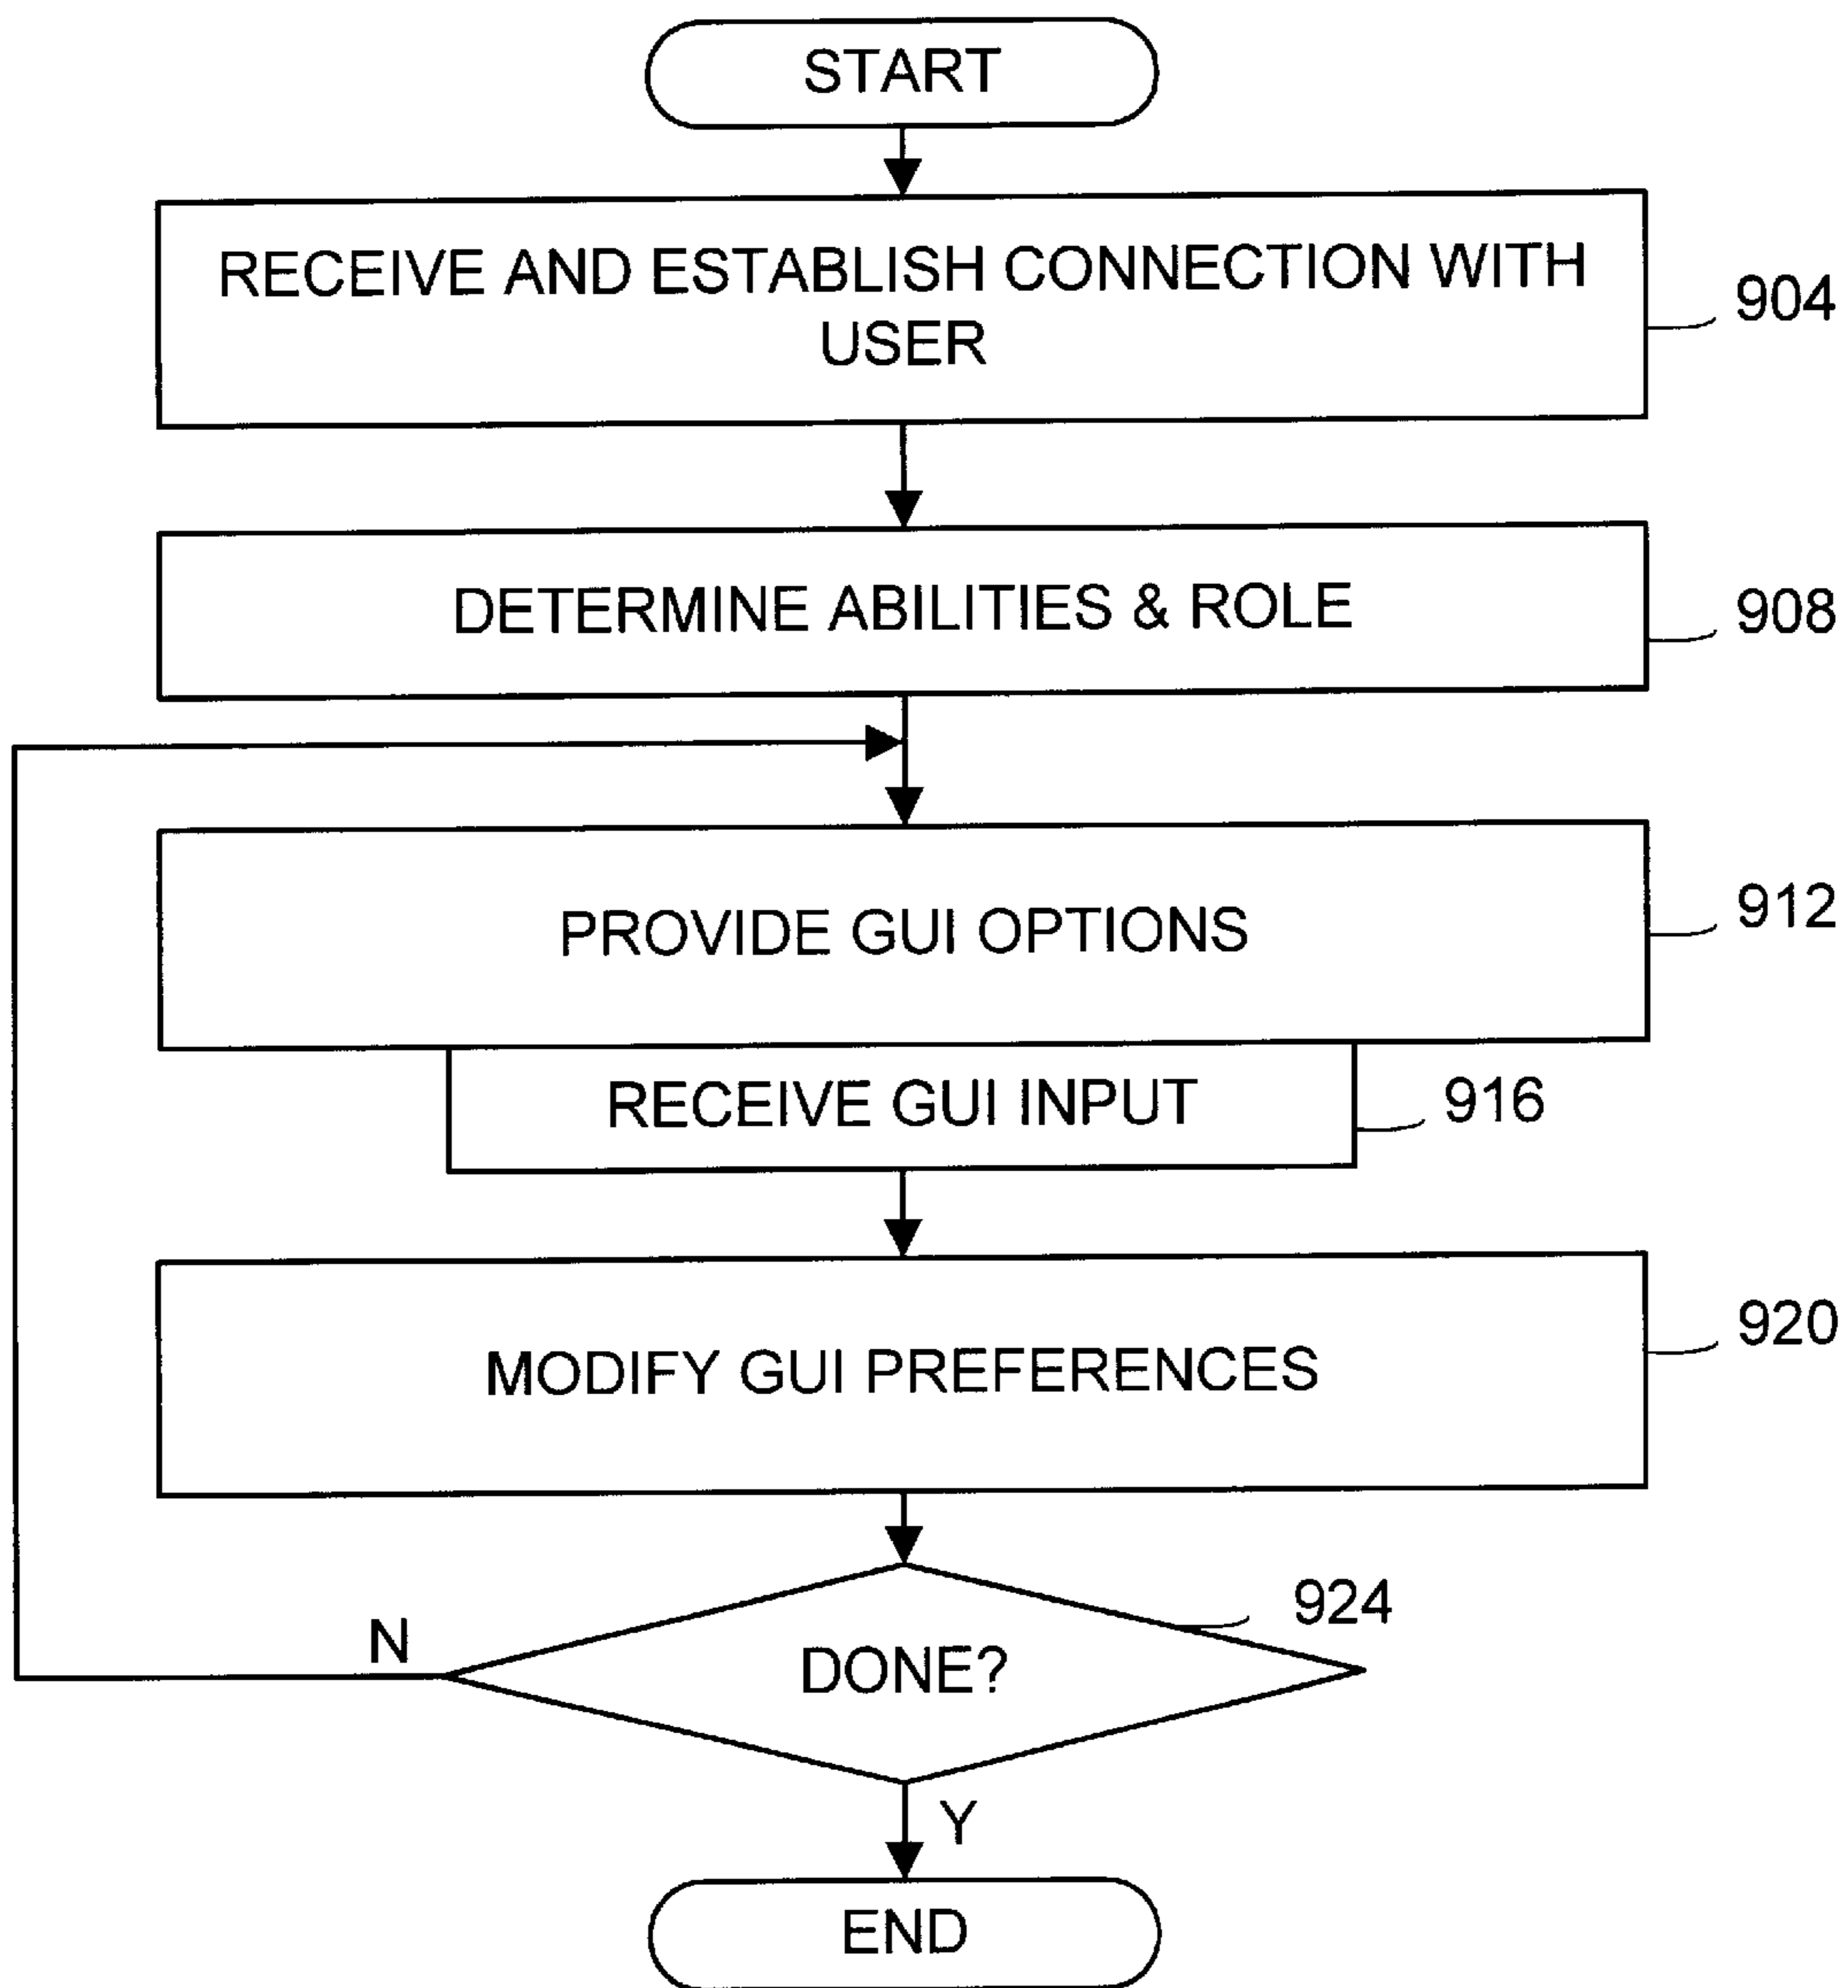 START
RECEIVE AND ESTABLISH CONNECTION WITH
USER
904
DETERMINE ABILITIES & ROLE
908
PROVIDE GUI OPTIONS
912
RECEIVE GUI INPUT
916
MODIFY GUI PREFERENCES
920
924
N
DONE?
Y
END